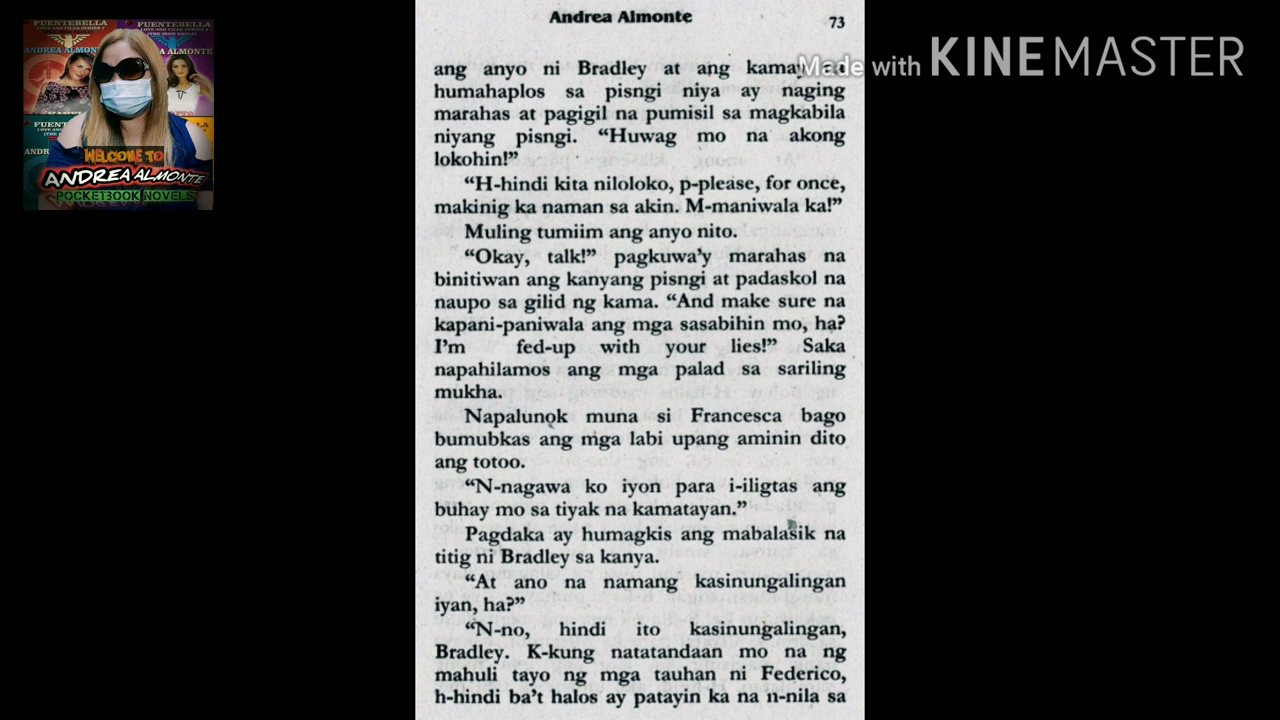 FUENTEBELLA
FUENTEBELLA
ANDREA ALMONTE
ALMONTE
WELCOME TO
ANDREA ALMONTE
POCKETBOOK NOVELS
Made with KINEMASTER
Andrea Almonte
73
ang anyo ni Bradley at ang kamay na
humahaplos sa pisngi niya ay naging
marahas at pagigil na pumisil sa magkabila
niyang pisngi. “Huwag mo na akong
lokohin!”
“H-hindi kita niloloko, p-please, for once,
makinig ka naman sa akin. M-maniwala ka!”
Muling tumiim ang anyo nito.
“Okay, talk!” pagkuwa’y marahas na
binitiwan ang kanyang pisngi at padaskol na
naupo sa gilid ng kama. “And make sure na
kapani-paniwala ang mga sasabihin mo, ha?
I’m fed-up with your lies!” Saka
napahilamos ang mga palad sa sariling
mukha.
Napalunok muna si Francesca bago
bumubkas ang mga labi upang aminin dito
ang totoo.
“N-nagawa ko iyon para i-iligtas ang
buhay mo sa tiyak na kamatayan.”
Pagdaka ay humagkis ang mabalasik na
titig ni Bradley sa kanya.
“At ano na namang kasinungalingan
iyan, ha?”
“N-no, hindi ito kasinungalingan,
Bradley. K-kung natatandaan mo na ng
mahuli tayo ng mga tauhan ni Federico,
h-hindi ba’t halos ay patayin ka na n-nila sa